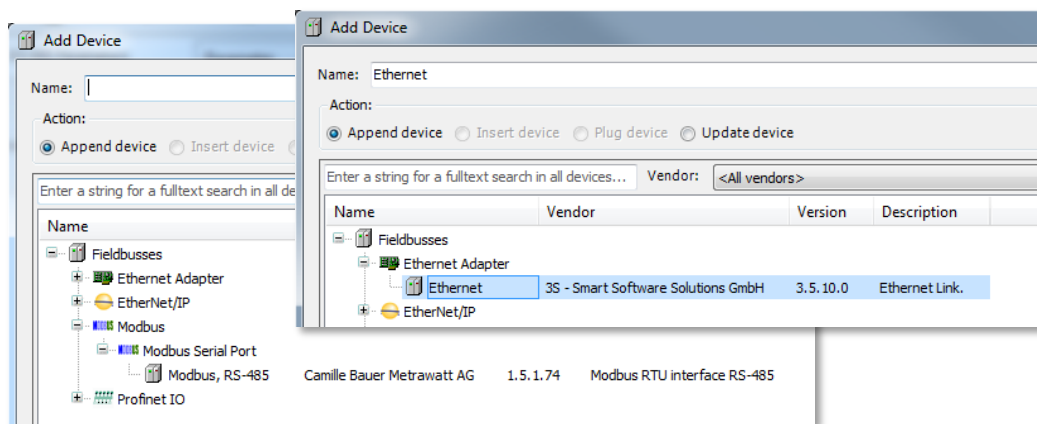 Add Device
Name:
Action:
Append device Insert device
Enter a string for a fulltext search in all de
Name
Fieldbusses
Ethernet Adapter
EtherNet/IP
Modbus
Modbus Serial Port
Modbus, RS-485 Camille Bauer Metrawatt AG 1.5.1.74 Modbus RTU interface RS-485
Profinet IO
Add Device
Name: Ethernet
Action:
Append device Insert device Plug device Update device
Enter a string for a fulltext search in all devices... Vendor: <All vendors>
Name Vendor Version Description
Fieldbusses
Ethernet Adapter
Ethernet 3S - Smart Software Solutions GmbH 3.5.10.0 Ethernet Link.
EtherNet/IP